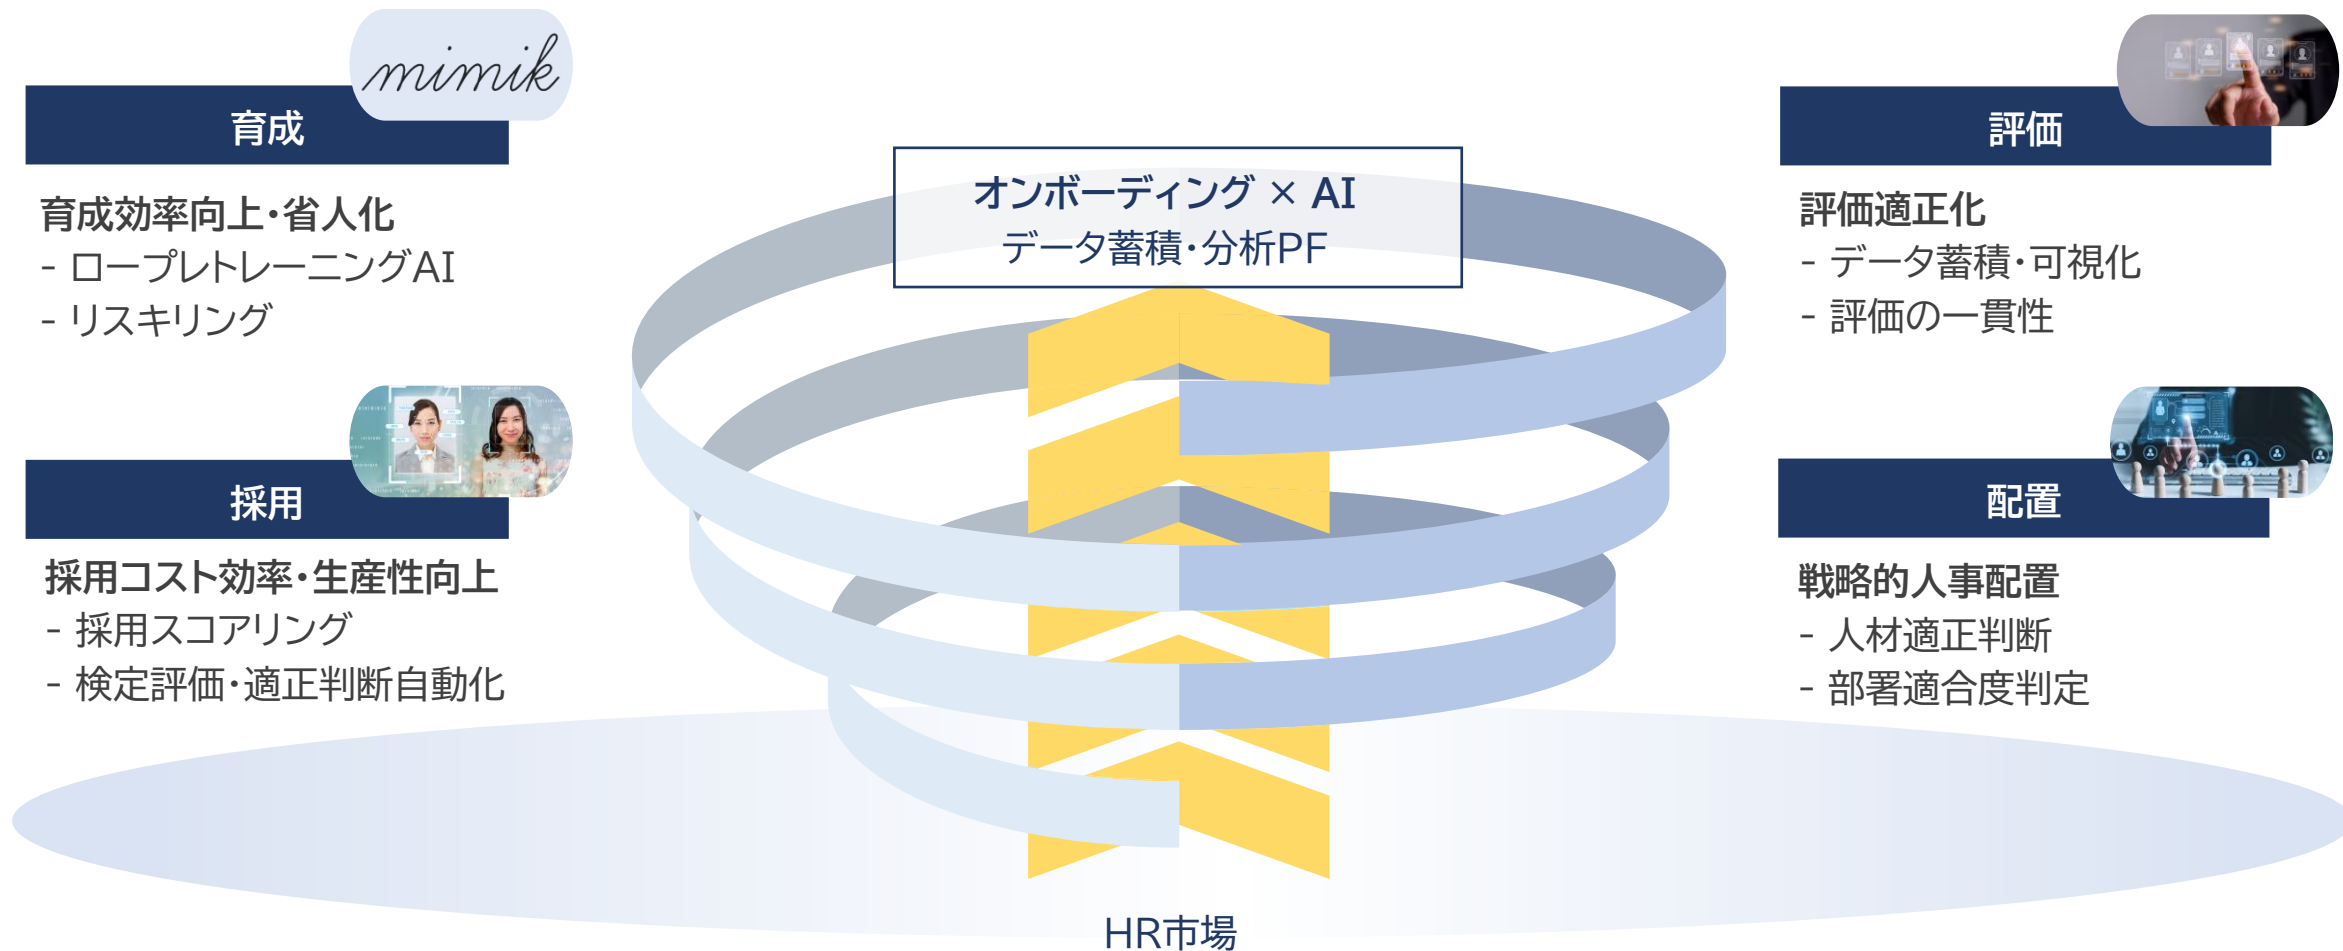 mimik
育成
育成効率向上・省人化
- ロープレトレーニングAI
- リスキリング
採用
採用コスト効率・生産性向上
- 採用スコアリング
- 検定評価・適正判断自動化
オンボーディング × AI
データ蓄積・分析PF
HR市場
評価
評価適正化
- データ蓄積・可視化
- 評価の一貫性
配置
戦略的人事配置
- 人材適正判断
- 部署適合度判定